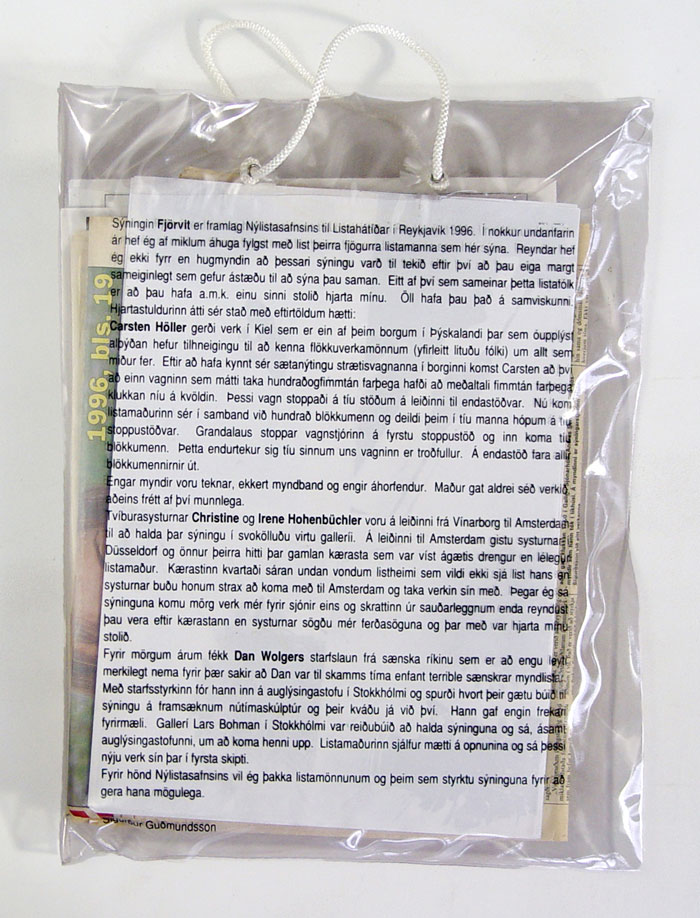 Sýningin Fjörvit er framlag Nýlistasafnsins til Listahátíðar í Reykjavík 1996. Í nokkur undanfarin
ár hef ég af miklum áhuga fylgst með list þeirra fjögurra listamanna sem hér sýna. Reyndar hef
ég ekki fyrr en hugmyndin að þessari sýningu varð til tekið eftir því að þau eiga margt
sameiginlegt sem gefur ástæðu til að sýna þau saman. Eitt af því sem sameinar þetta listafólk
er að þau hafa a.m.k. einu sinni stolið hjarta mínu. Öll hafa þau það á samviskunni.
Hjartastuldurinn átti sér stað með eftirtöldum hætti:
Carsten Höller gerði verk í Kiel sem er ein af þeim borgum í Þýskalandi þar sem óupplýst
alþýðan hefur tilhneigingu til að kenna flökkuverkamönnum (yfirleitt lituðu fólki) um allt sem
miður fer. Eftir að hafa kynnt sér sætanýtingu strætisvagnanna í borginni komst Carsten að því
að einn vagninn sem mátti taka hundraðogfimmtán farþega hafði að meðaltali fimmtán farþega
klukkan níu á kvöldin. Þessi vagn stoppaði á tíu stöðum á leiðinni til endastöðvar. Nú kom
listamaðurinn sér í samband við hundrað blökkumenn og deildi þeim í tíu manna hópum á tíu
stoppustöðvar. Grandalaus stoppar vagnstjórinn á fyrstu stoppustöð og inn koma tíu
blökkumenn. Þetta endurtekur sig tíu sinnum uns vagninn er troðfullur. Á endastöð fara allir
blökkumennirnir út.
Engar myndir voru teknar, ekkert myndband og engir áhorfendur. Maður gat aldrei séð verkið,
aðeins frétt af því munnlega.
Tvíburasysturnar Christine og Irene Hohenbüchler voru á leiðinni frá Vínarborg til Amsterdam
til að halda þar sýningu í svokölluðu virtu galleríi. Á leiðinni til Amsterdam gistu systurnar í
Düsseldorf og önnur þeirra hitti þar gamlan kærasta sem var víst ágætis drengur en lélegur
listamaður. Kærastinn kvartaði sáran undan vondum listheimi sem vildi ekki sjá list hans en
systurnar buðu honum strax að koma með til Amsterdam og taka verkin sín með. Þegar ég sá
sýninguna komu mörg verk mér fyrir sjónir eins og skrattinn úr sauðarleggnum enda reyndust
þau vera eftir kærastann en systurnar sögðu mér ferðasöguna og þar með var hjarta mínu
stolið.
Fyrir mörgum árum fékk Dan Wolgers starfslaun frá sænska ríkinu sem er að engu leyti
merkilegt nema fyrir þær sakir að Dan var til skamms tíma enfant terrible sænskrar myndlistar.
Með starfsstyrkinn fór hann inn á auglýsingastofu í Stokkhólmi og spurði hvort þeir gætu búið til
sýningu á framsæknum nútímaskúlptúr og þeir kváðu já við því. Hann gaf engin frekari
fyrirmæli. Gallerí Lars Bohman í Stokkhólmi var reiðubúið að halda sýninguna og sá, ásamt
auglýsingastofunni, um að koma henni upp. Listamaðurinn sjálfur mætti á opnunina og sá þessi
nýju verk sín þar í fyrsta skipti.
Fyrir hönd Nýlistasafnsins vil ég þakka listamönnunum og þeim sem styrktu sýninguna fyrir að
gera hana mögulega.
Guðmundsson
1996, bls. 19